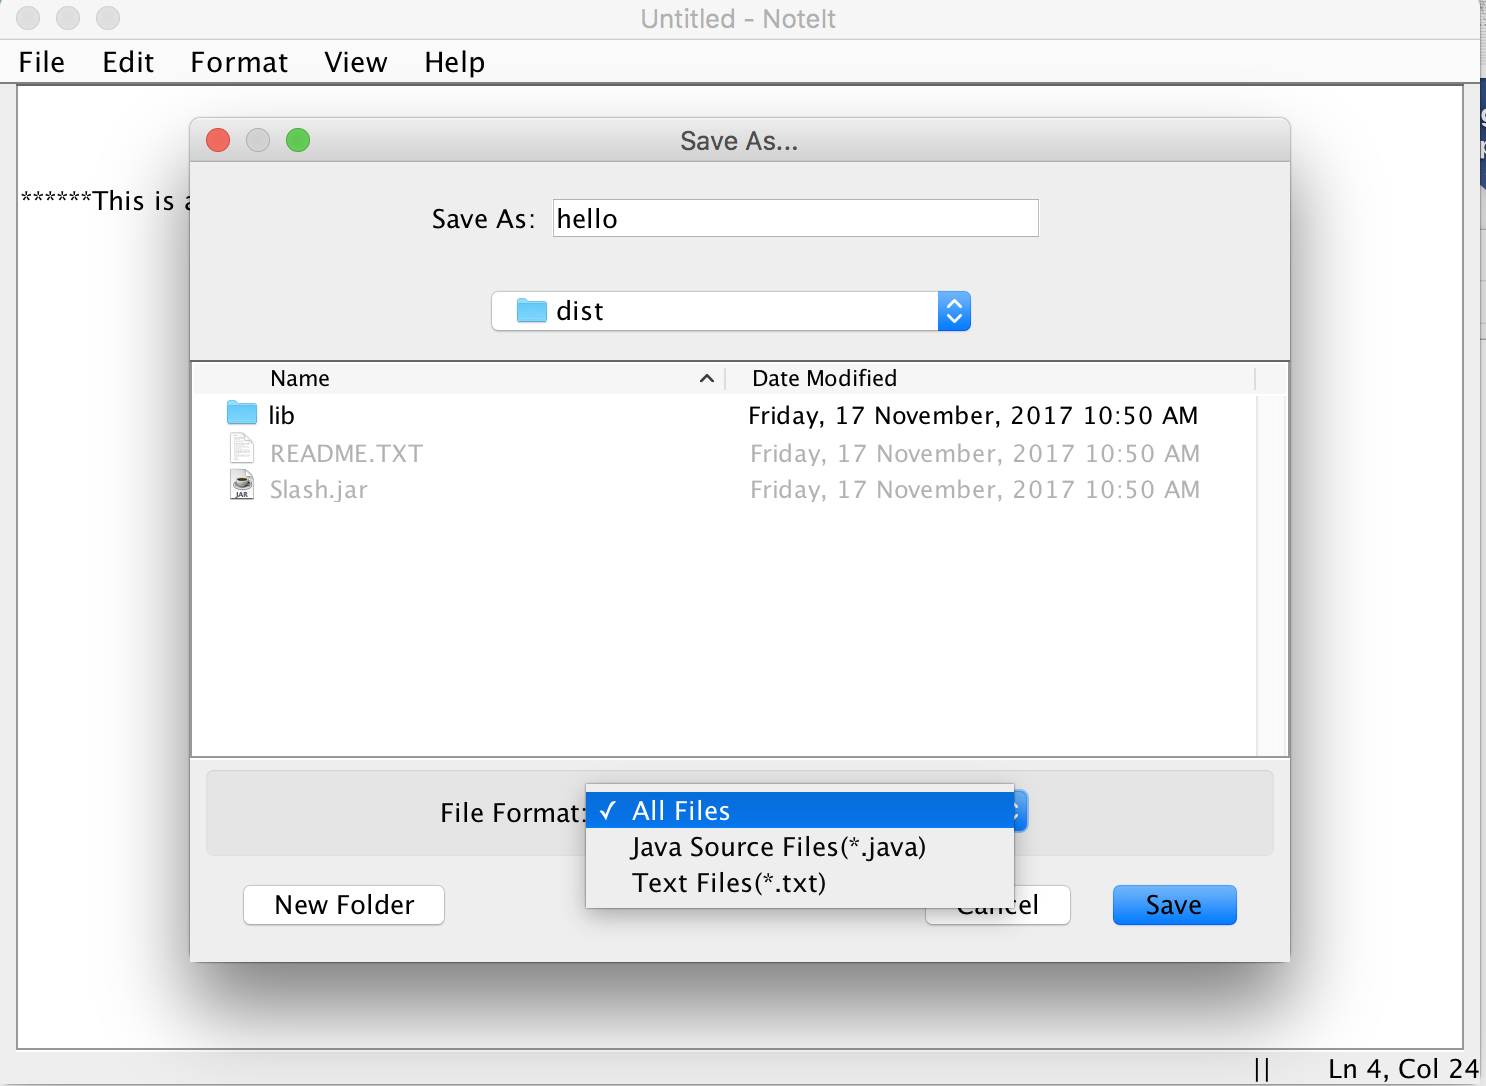 Untitled - NoteIt
File Edit Format View Help
******This is
Save As...
Save As: hello
dist
Name Date Modified
lib Friday, 17 November, 2017 10:50 AM
README.TXT Friday, 17 November, 2017 10:50 AM
JAR Slash.jar Friday, 17 November, 2017 10:50 AM
File Format: ✓ All Files
Java Source Files(*.java)
Text Files(*.txt)
New Folder Cancel Save
|| Ln 4, Col 24